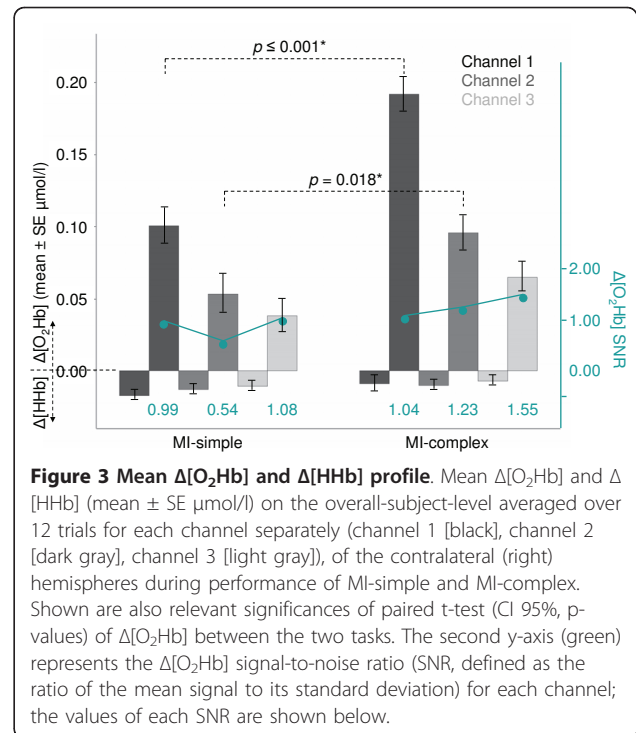 p ≤ 0.001*
Channel 1
Channel 2
Channel 3
0.20
0.15
p = 0.018*
0.10
0.05
0.00
Δ[HHb] Δ[O₂Hb] (mean ± SE µmol/l)
2.00
1.00
0.00
Δ[O₂Hb] SNR
0.99 0.54 1.08 1.04 1.23 1.55
MI-simple MI-complex
Figure 3 Mean Δ[O₂Hb] and Δ[HHb] profile. Mean Δ[O₂Hb] and Δ
[HHb] (mean ± SE µmol/l) on the overall-subject-level averaged over
12 trials for each channel separately (channel 1 [black], channel 2
[dark gray], channel 3 [light gray]), of the contralateral (right)
hemispheres during performance of MI-simple and MI-complex.
Shown are also relevant significances of paired t-test (CI 95%, p-
values) of Δ[O₂Hb] between the two tasks. The second y-axis (green)
represents the Δ[O₂Hb] signal-to-noise ratio (SNR, defined as the
ratio of the mean signal to its standard deviation) for each channel;
the values of each SNR are shown below.